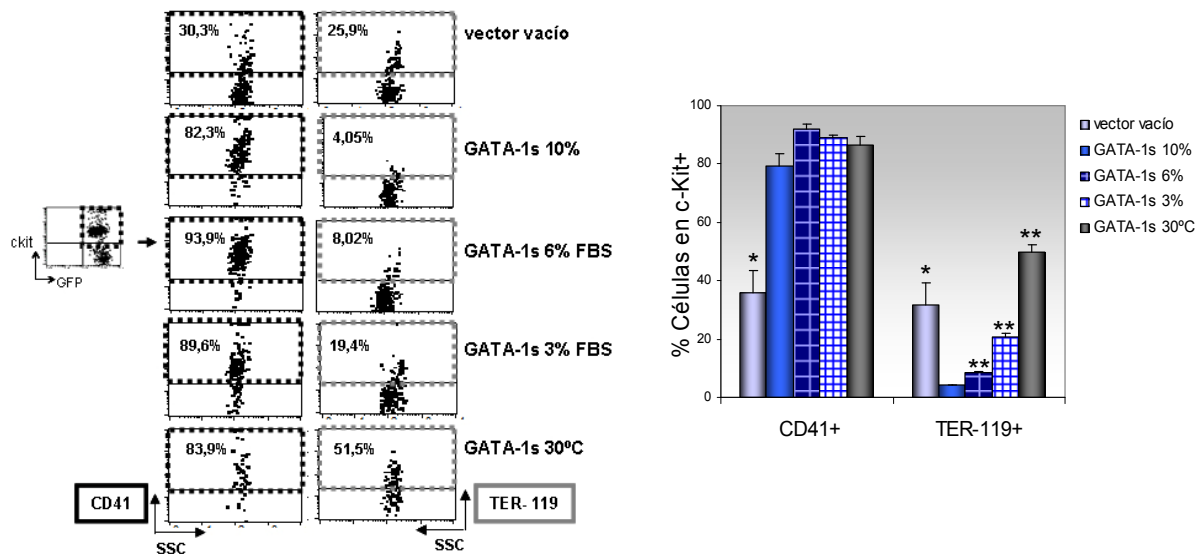 30,3%
25,9%
vector vacío
82,3%
4,05%
GATA-1s 10%
ckit
GFP
93,9%
8,02%
GATA-1s 6% FBS
89,6%
19,4%
GATA-1s 3% FBS
83,9%
51,5%
GATA-1s 30ºC
CD41
TER- 119
SSC
SSC
% Células en c-Kit+
100
80
60
40
20
0
*
*
**
**
**
CD41+
TER-119+
vector vacío
GATA-1s 10%
GATA-1s 6%
GATA-1s 3%
GATA-1s 30ºC